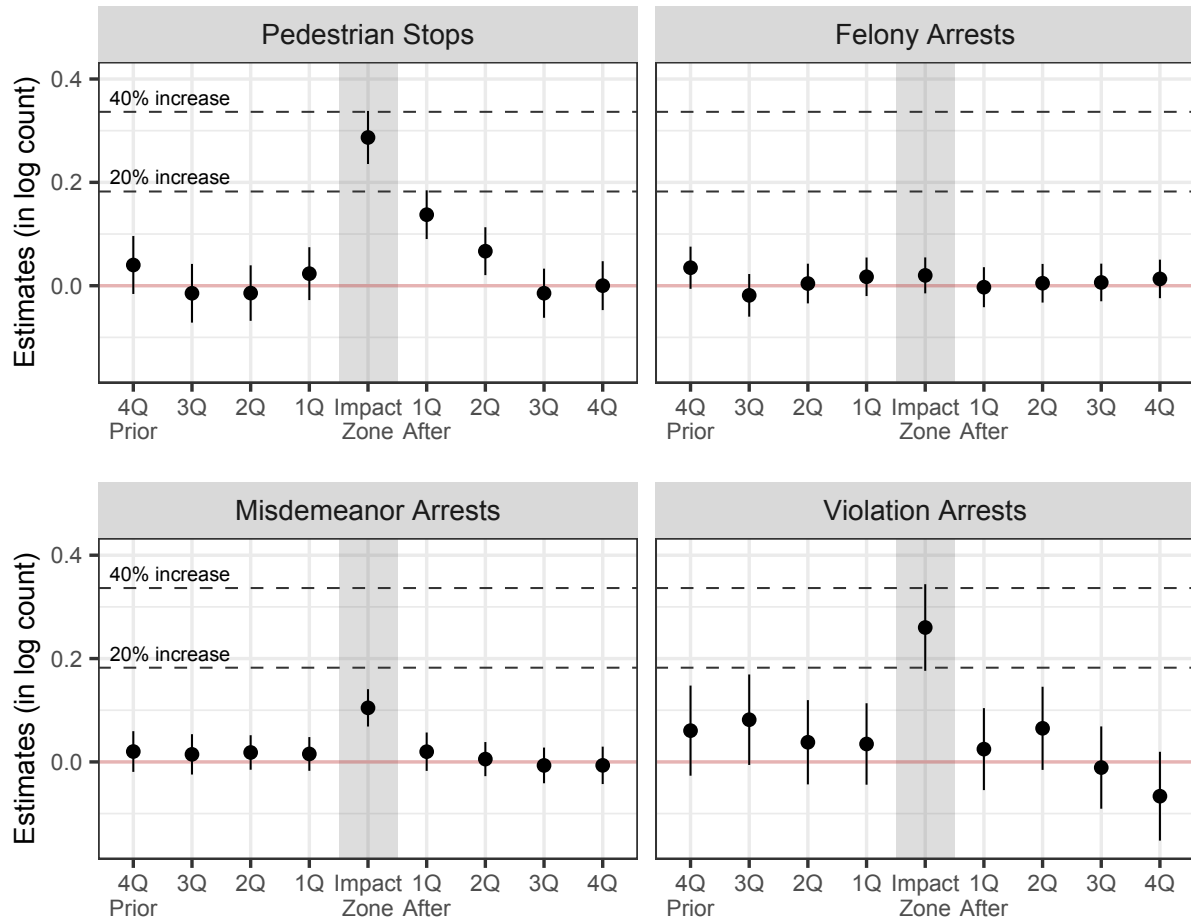 Pedestrian Stops
Felony Arrests
Estimates (in log count)
0.4
0.2
0.0
40% increase
20% increase
4Q 3Q 2Q 1Q Impact 1Q 2Q 3Q 4Q
Prior Zone After
4Q 3Q 2Q 1Q Impact 1Q 2Q 3Q 4Q
Prior Zone After
Misdemeanor Arrests
Violation Arrests
Estimates (in log count)
0.4
0.2
0.0
40% increase
20% increase
4Q 3Q 2Q 1Q Impact 1Q 2Q 3Q 4Q
Prior Zone After
4Q 3Q 2Q 1Q Impact 1Q 2Q 3Q 4Q
Prior Zone After